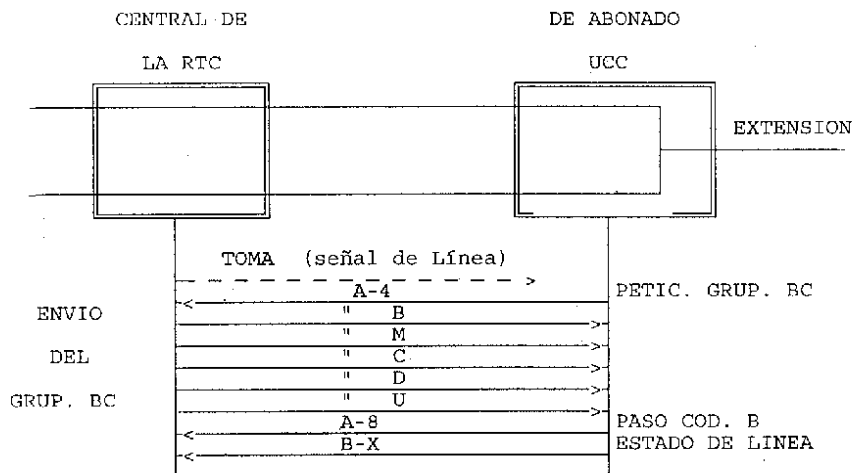 CENTRAL DE DE ABONADO
LA RTC UCC
EXTENSION
TOMA (señal de Línea)
A-4 PETIC. GRUP. BC
ENVIO " B
" M
DEL " C
" D
GRUP. BC " U
A-8 PASO COD. B
B-X ESTADO DE LINEA